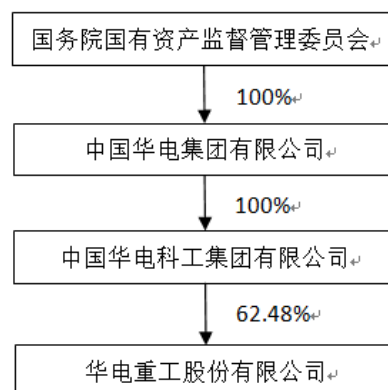 国务院国有资产监督管理委员会
100%
中国华电集团有限公司
100%
中国华电科工集团有限公司
62.48%
华电重工股份有限公司